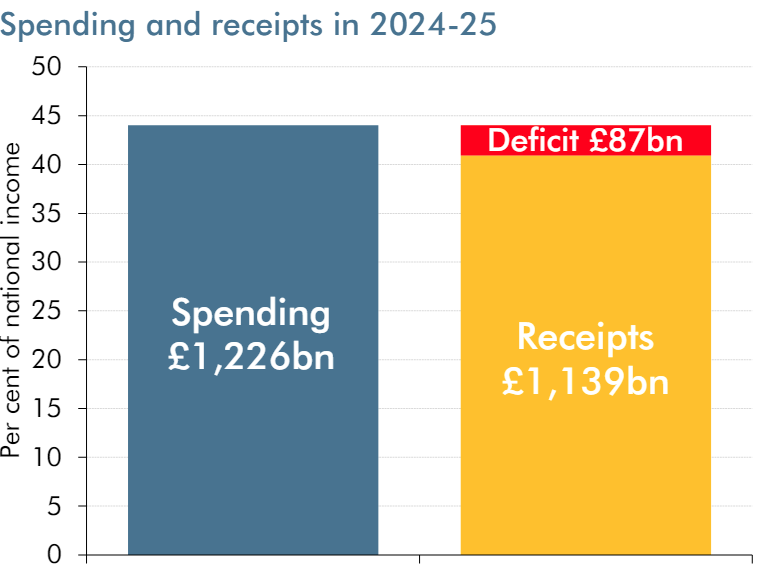 Spending and receipts in 2024-25
Per cent of national income
50
45
40
35
30
25
20
15
10
5
0
Spending
£1,226bn
Deficit £87bn
Receipts
£1,139bn